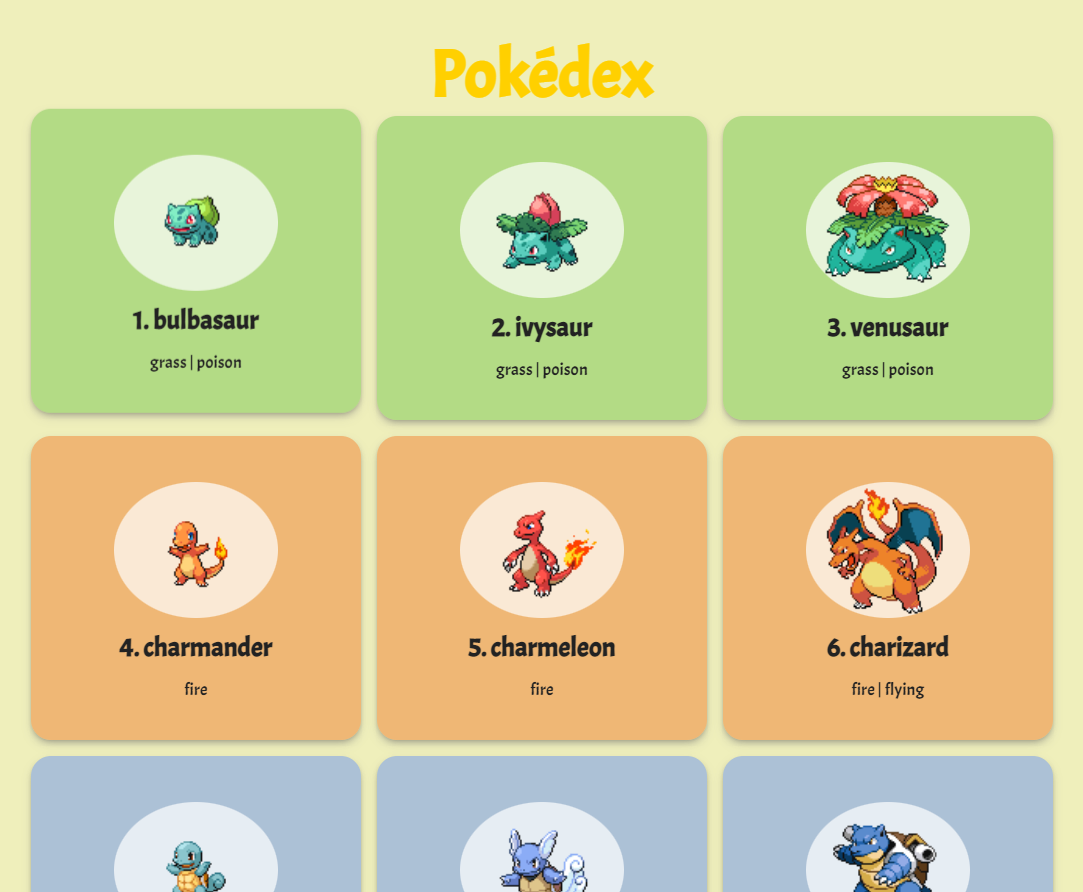 Pokédex
1. bulbasaur
grass | poison
2. ivysaur
grass | poison
3. venusaur
grass | poison
4. charmander
fire
5. charmeleon
fire
6. charizard
fire | flying